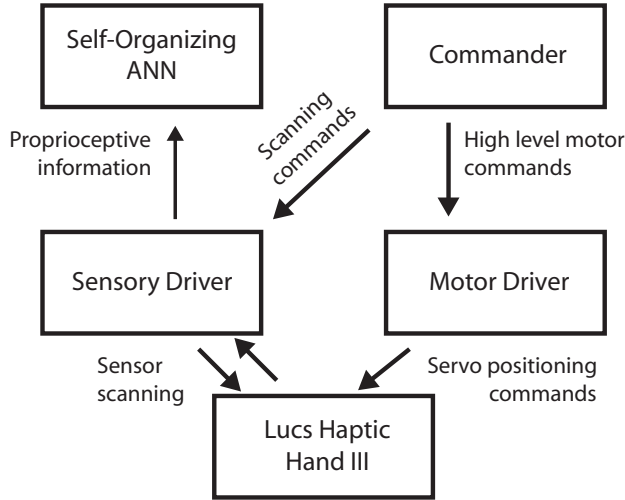 Self-Organizing
ANN
Commander
Proprioceptive
information
Scanning
commands
High level motor
commands
Sensory Driver
Motor Driver
Sensor
scanning
Servo positioning
commands
Lucs Haptic
Hand III